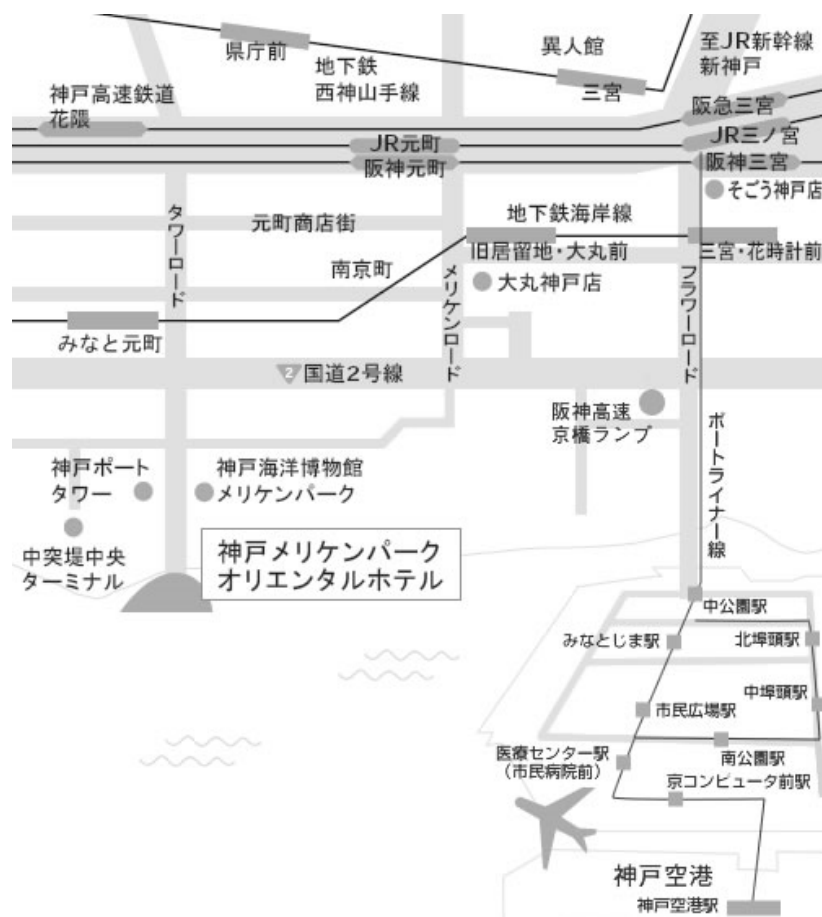 県庁前
地下鉄
西神山手線
異人館
三宮
至JR新幹線
新神戸
神戸高速鉄道
花隈
阪急三宮
JR元町
JR三ノ宮
阪神元町
阪神三宮
そごう神戸店
タワーロード
元町商店街
地下鉄海岸線
旧居留地・大丸前
三宮・花時計前
南京町
メリケンロード
大丸神戸店
フラワーロード
みなと元町
2
国道2号線
阪神高速
京橋ランプ
ポートライナー線
神戸ポート
タワー
神戸海洋博物館
メリケンパーク
中突堤中央
ターミナル
神戸メリケンパーク
オリエンタルホテル
中公園駅
みなとじま駅
北埠頭駅
中埠頭駅
市民広場駅
南公園駅
医療センター駅
(市民病院前)
京コンピュータ前駅
神戸空港
神戸空港駅